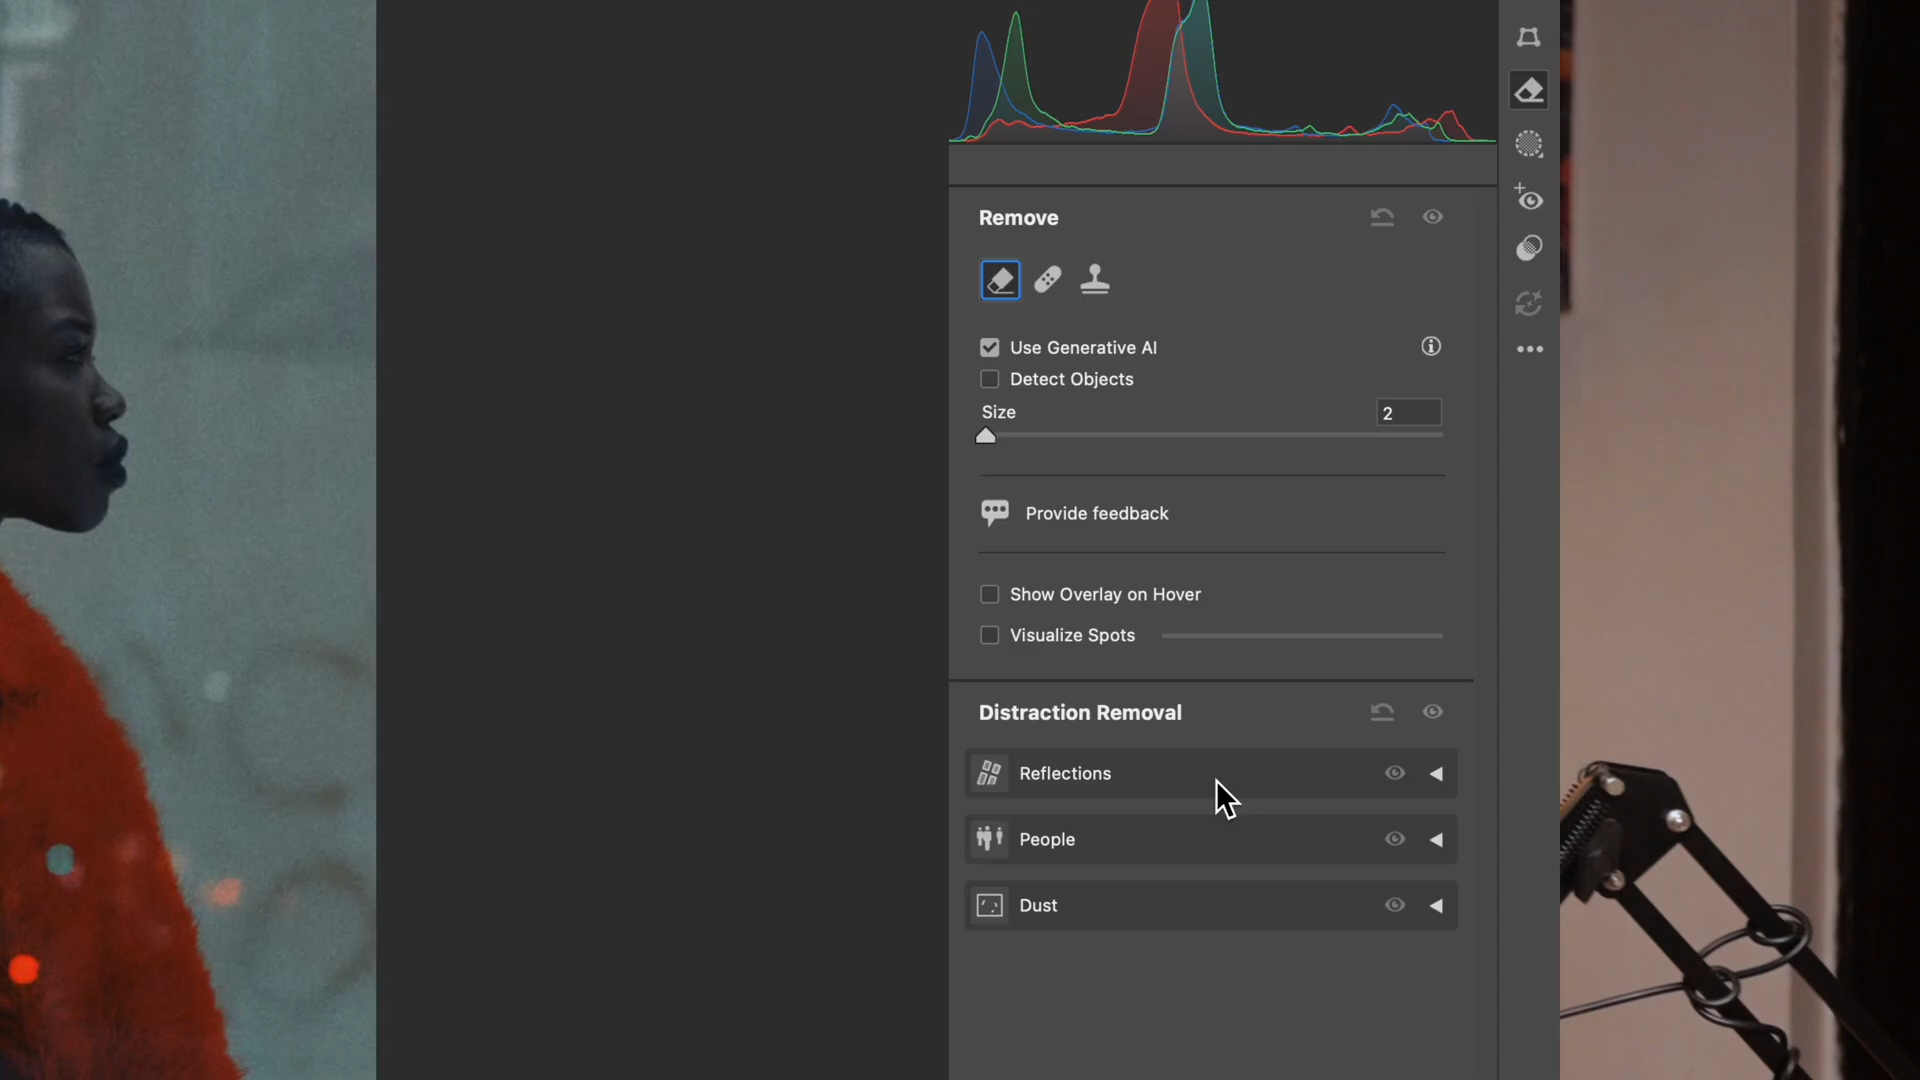 Remove
Use Generative AI
Detect Objects
Size
2
Provide feedback
Show Overlay on Hover
Visualize Spots
Distraction Removal
Reflections
People
Dust